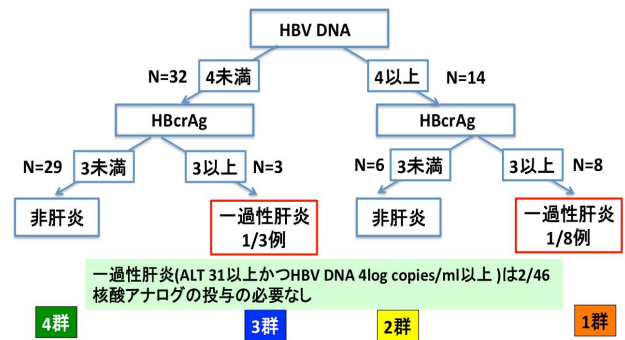 HBV DNA
N=32 4未満 4以上 N=14
HBcrAg HBcrAg
N=29 3未満 3以上 N=3 N=6 3未満 3以上 N=8
非肝炎 一過性肝炎 非肝炎 一過性肝炎
1/3例 1/8例
一過性肝炎(ALT 31以上かつHBV DNA 4log copies/ml以上 )は2/46
核酸アナログの投与の必要なし
4群 3群 2群 1群